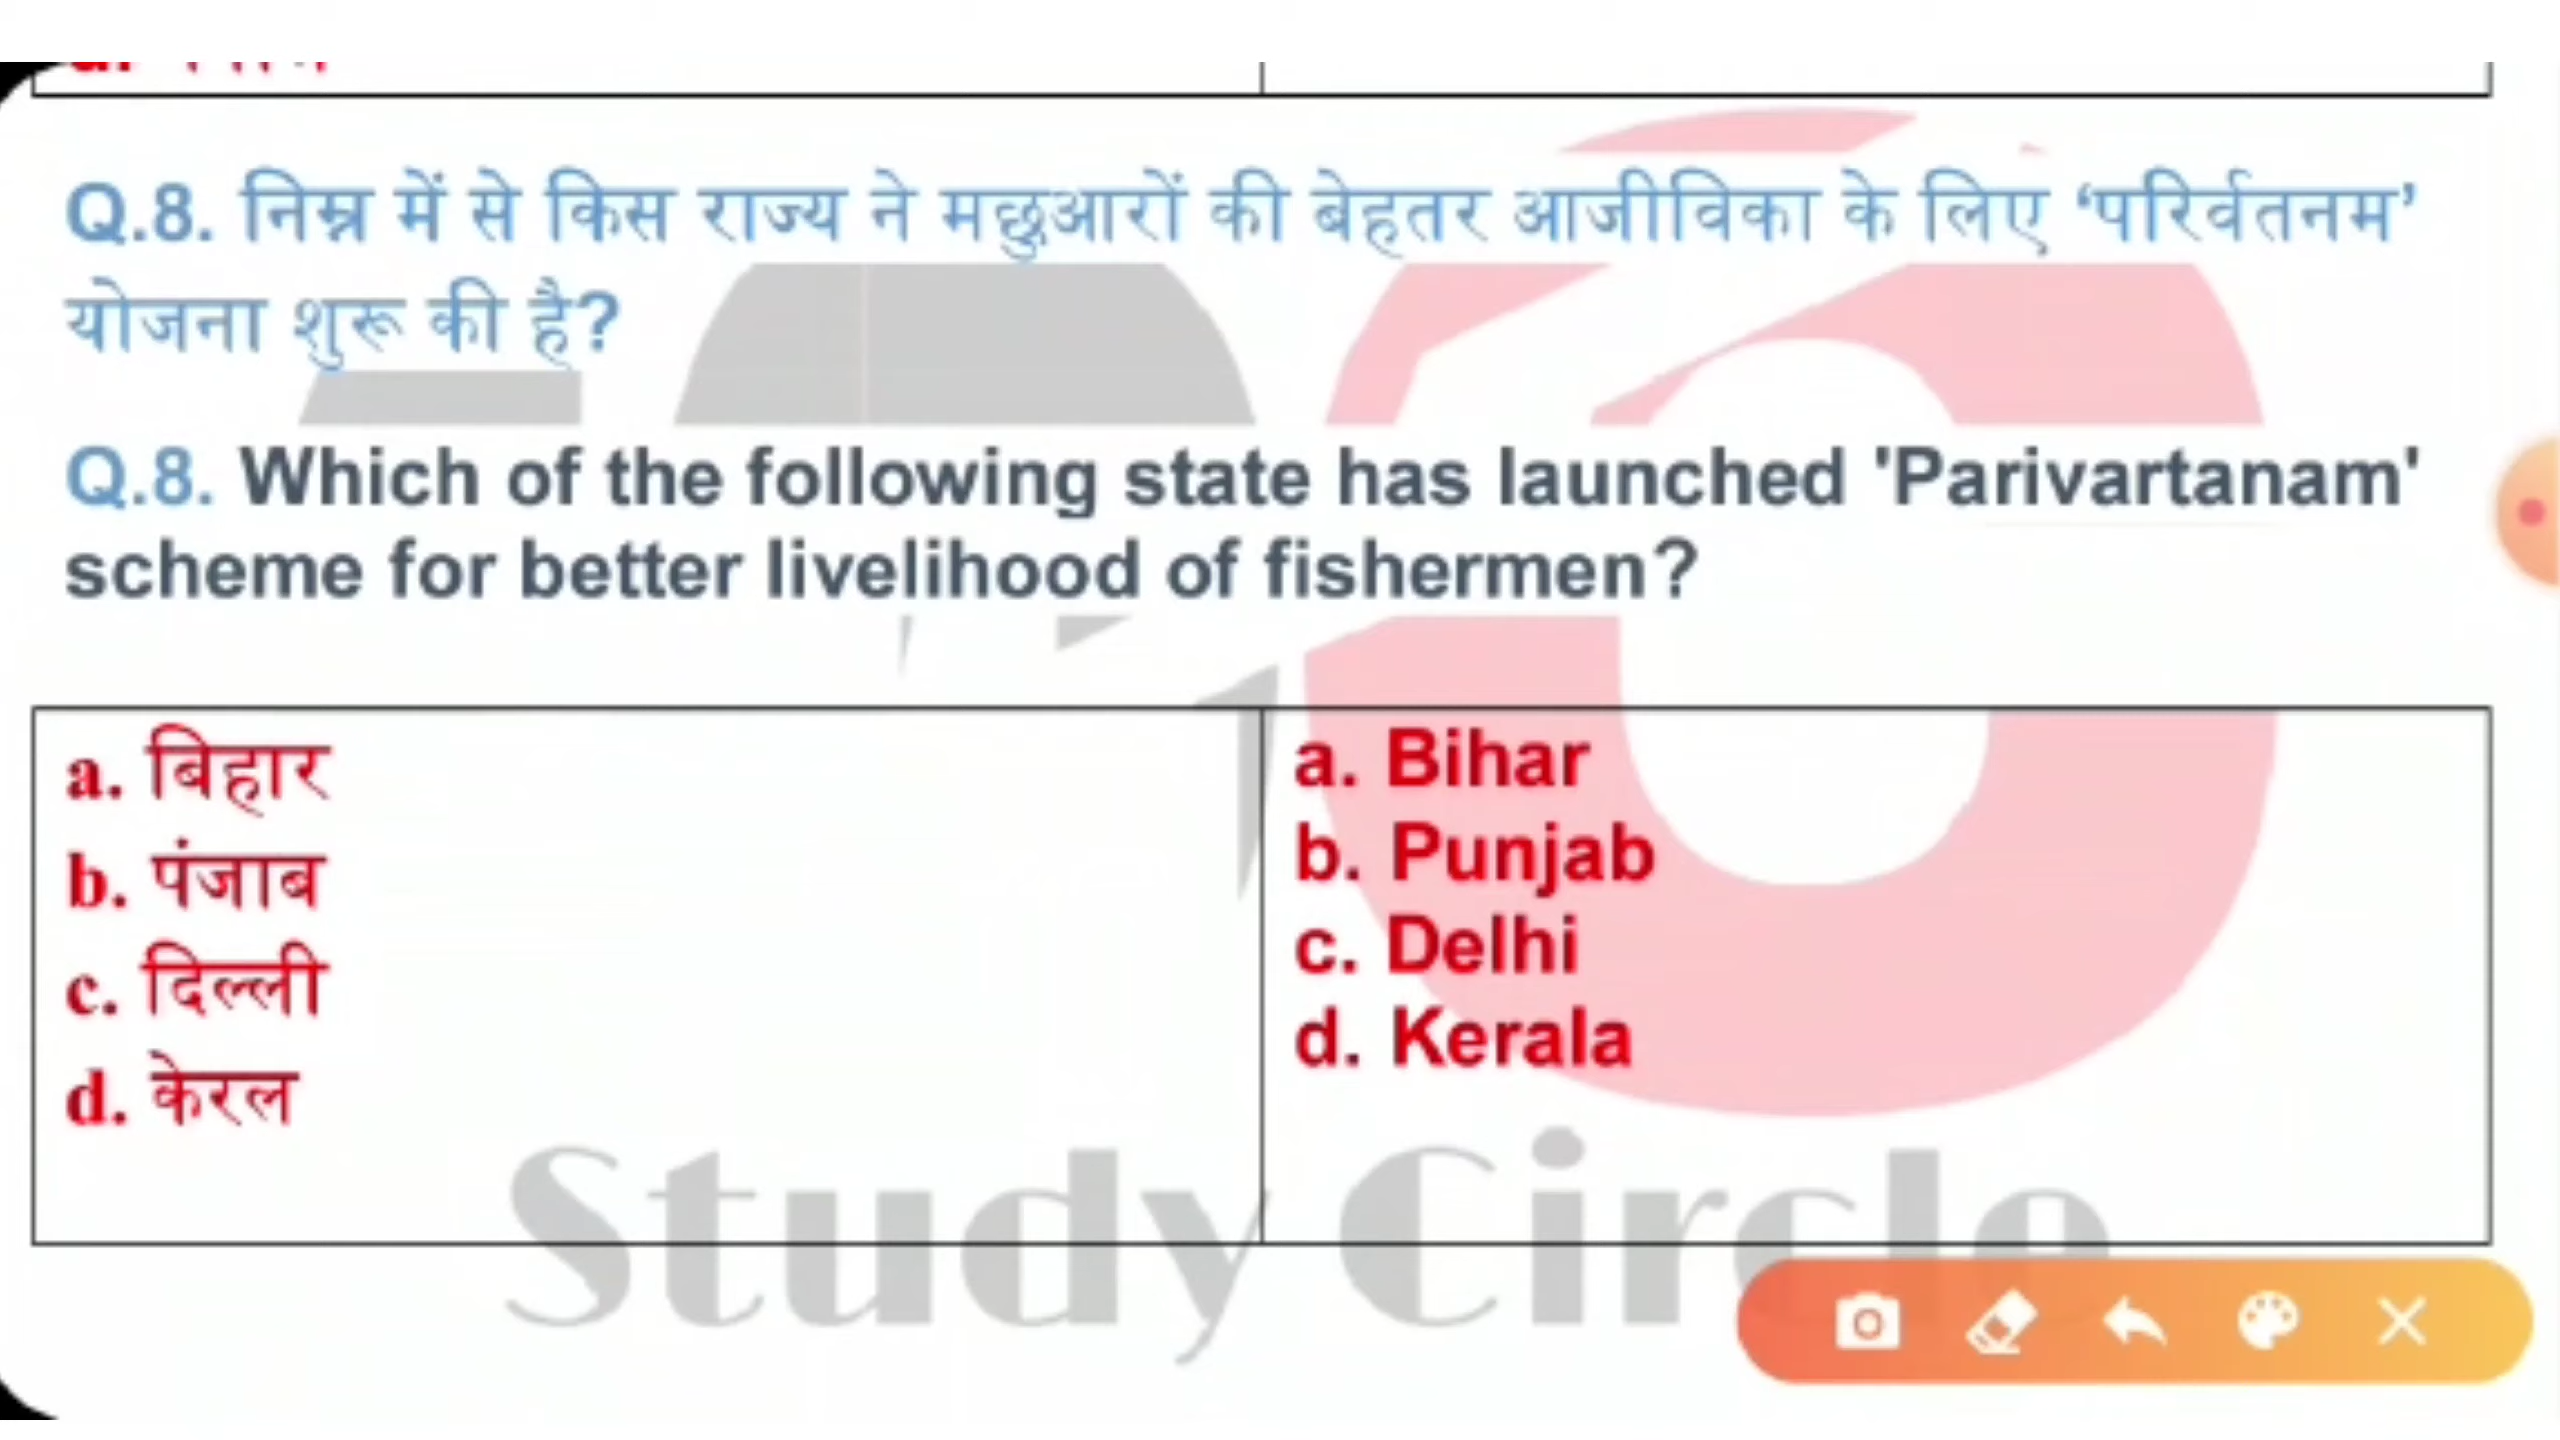 Q.8. निम्न में से किस राज्य ने मछुआरों की बेहतर आजीविका के लिए ‘परिर्वतनम’
योजना शुरू की है?
Q.8. Which of the following state has launched 'Parivartanam'
scheme for better livelihood of fishermen?
a. बिहार
b. पंजाब
c. दिल्ली
d. केरल
a. Bihar
b. Punjab
c. Delhi
d. Kerala
Study Circle